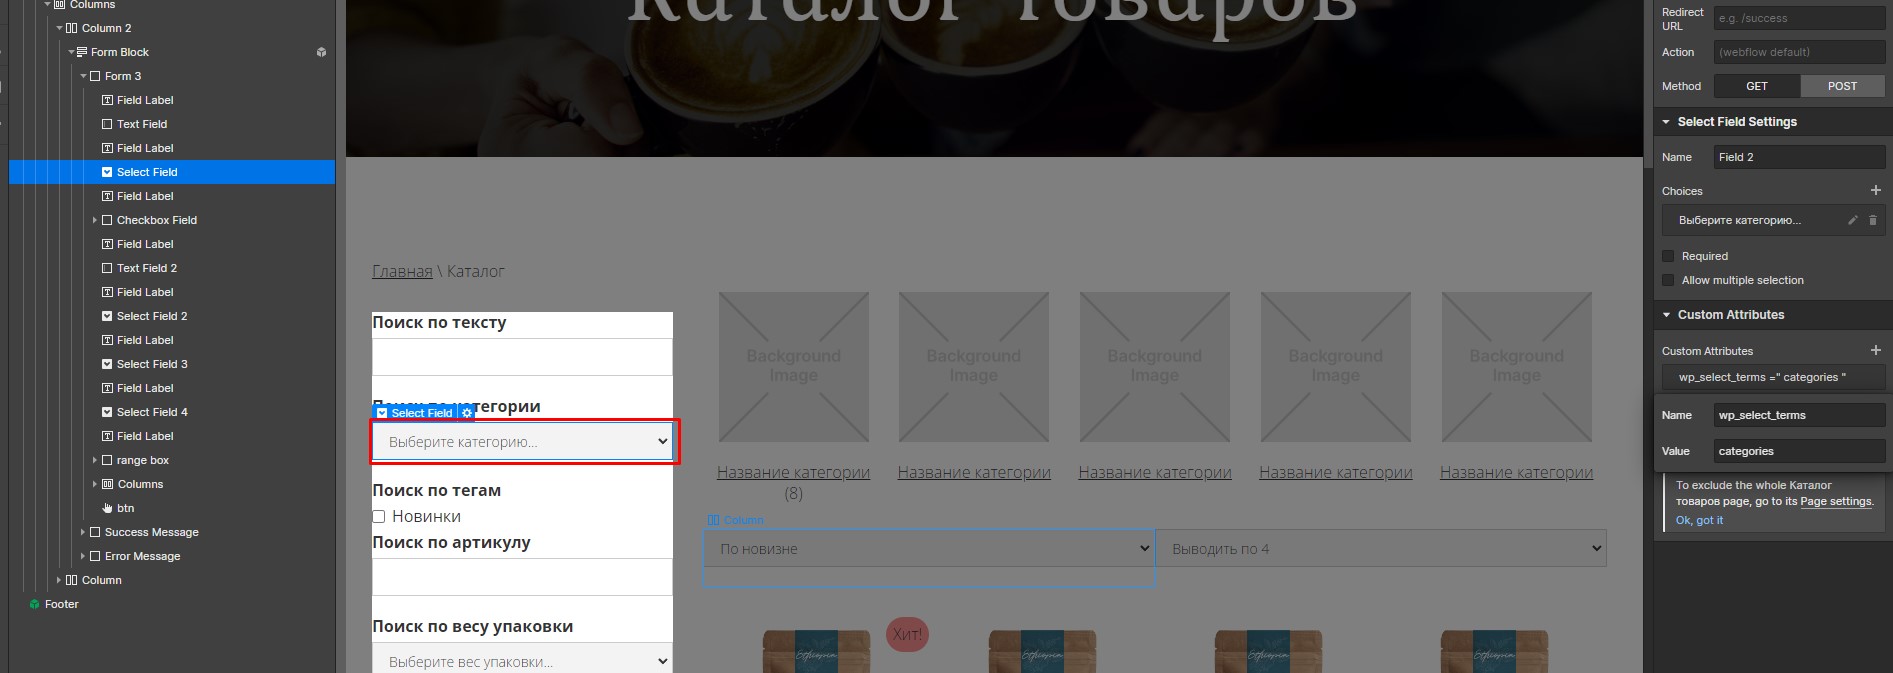 Columns
Column 2
Form Block
Form 3
Field Label
Text Field
Field Label
Select Field
Field Label
Checkbox Field
Field Label
Text Field 2
Field Label
Select Field 2
Field Label
Select Field 3
Field Label
Select Field 4
Field Label
range box
Columns
btn
Success Message
Error Message
Column
Footer
Каталог товаров
Главная \ Каталог
Поиск по тексту
Поиск по категории
Select Field
Выберите категорию...
Поиск по тегам
Новинки
Поиск по артикулу
Поиск по весу упаковки
Выберите вес упаковки...
Background Image
Background Image
Background Image
Background Image
Background Image
Название категории (8)
Название категории
Название категории
Название категории
Название категории
Column
По новизне
Выводить по 4
Хит!
Redirect URL
e.g. /success
Action
(webflow default)
Method
GET
POST
Select Field Settings
Name
Field 2
Choices
Выберите категорию...
Required
Allow multiple selection
Custom Attributes
Custom Attributes
wp_select_terms =" categories "
Name
wp_select_terms
Value
categories
To exclude the whole Каталог
товаров page, go to its Page settings.
Ok, got it